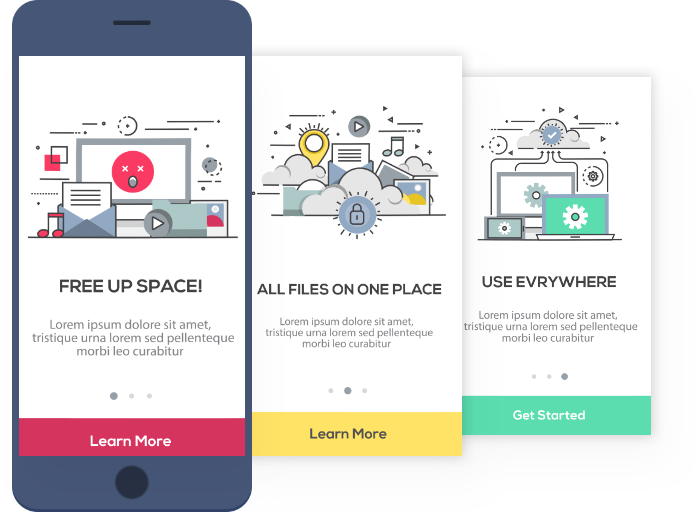 FREE UP SPACE!
Lorem ipsum dolore sit amet,
tristique urna lorem sed pellenteque
morbi leo curabitur
Learn More
ALL FILES ON ONE PLACE
Lorem ipsum dolore sit amet,
tristique urna lorem sed pellenteque
morbi leo curabitur
Learn More
USE EVRYWHERE
Lorem ipsum dolore sit amet,
tristique urna lorem sed pellenteque
morbi leo curabitur
Get Started